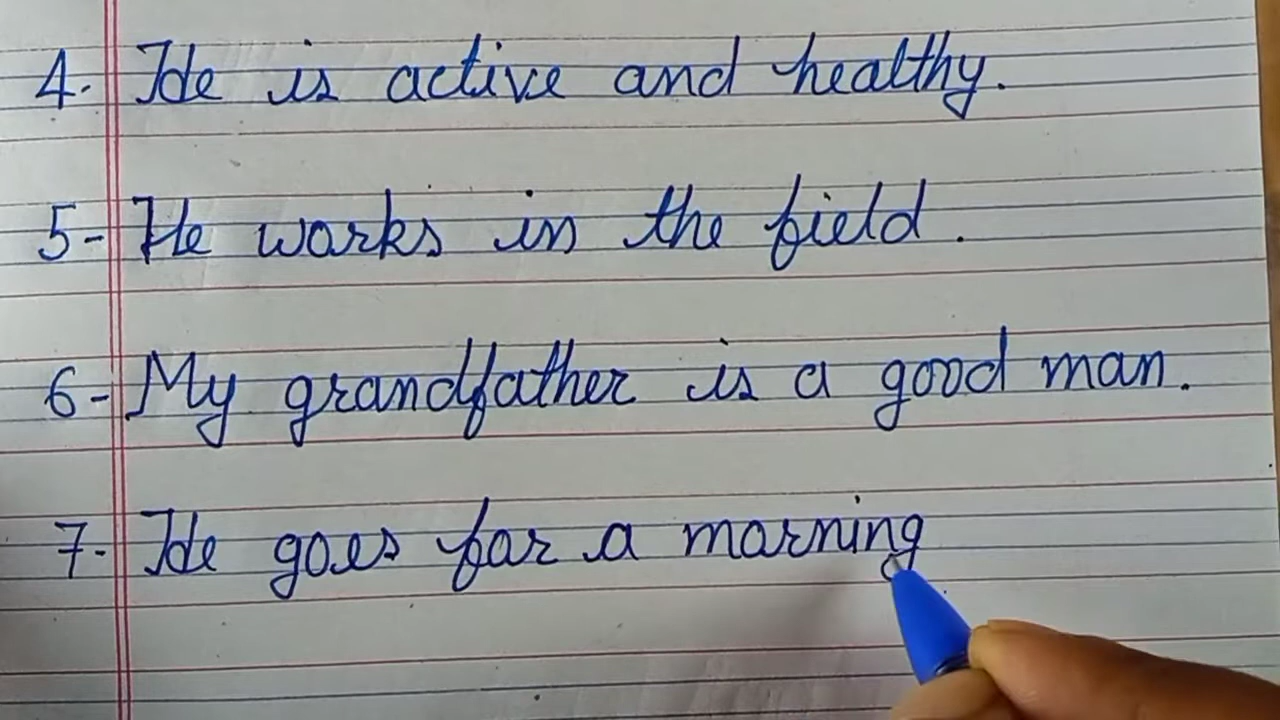 4. He is active and healthy.
5- He works in the field.
6- My grandfather is a good man.
7- He goes for a morning